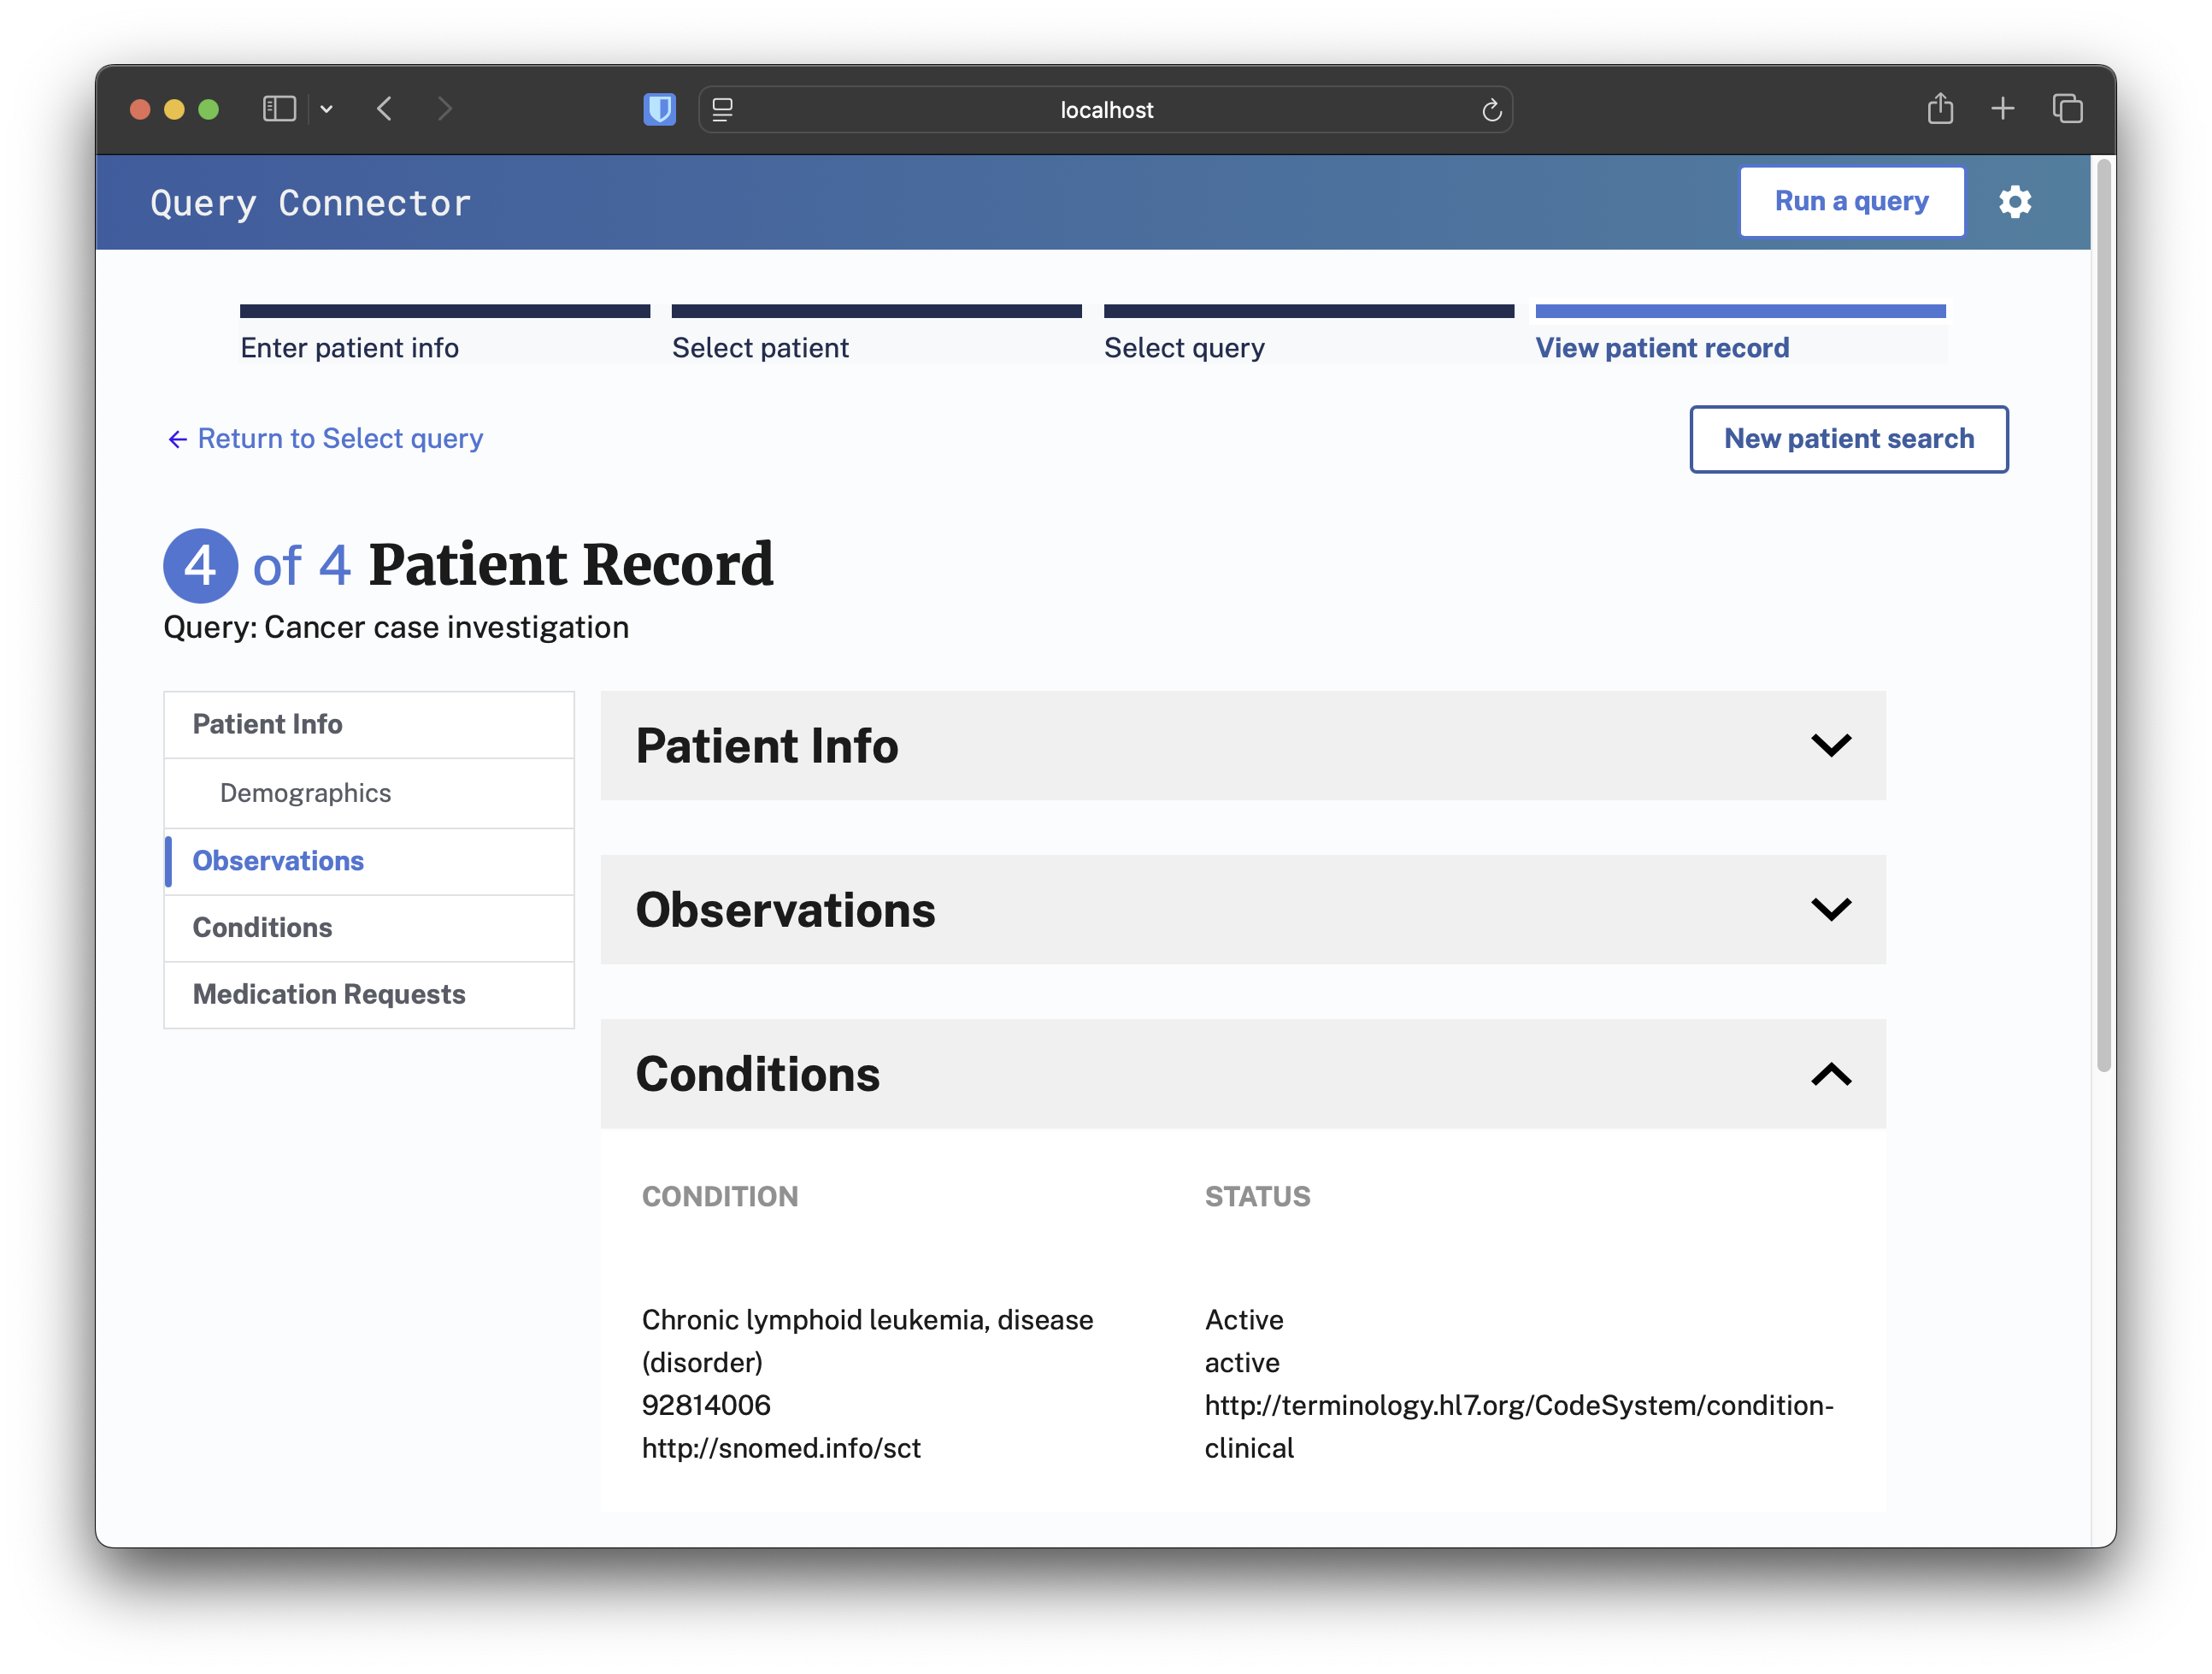 localhost
Query Connector
Run a query
Enter patient info
Select patient
Select query
View patient record
← Return to Select query
New patient search
4 of 4 Patient Record
Query: Cancer case investigation
Patient Info
Demographics
Observations
Conditions
Medication Requests
Patient Info
Observations
Conditions
CONDITION
STATUS
Chronic lymphoid leukemia, disease
(disorder)
92814006
http://snomed.info/sct
Active
active
http://terminology.hl7.org/CodeSystem/condition-
clinical